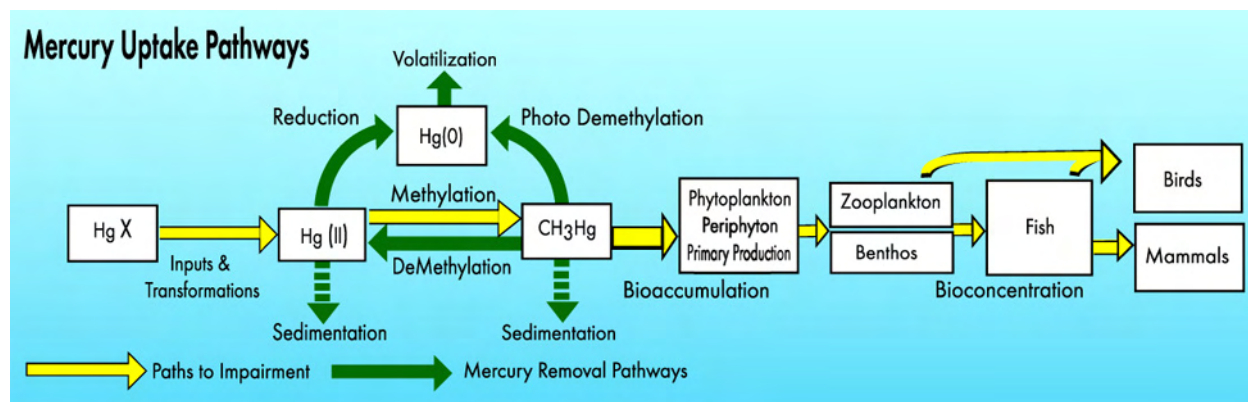 Mercury Uptake Pathways
Volatilization
Reduction
Hg(0)
Photo Demethylation
Hg X
Inputs &
Transformations
Hg (II)
Methylation
DeMethylation
CH3Hg
Sedimentation
Sedimentation
Phytoplankton
Periphyton
Primary Production
Bioaccumulation
Zooplankton
Benthos
Fish
Bioconcentration
Birds
Mammals
Paths to Impairment
Mercury Removal Pathways